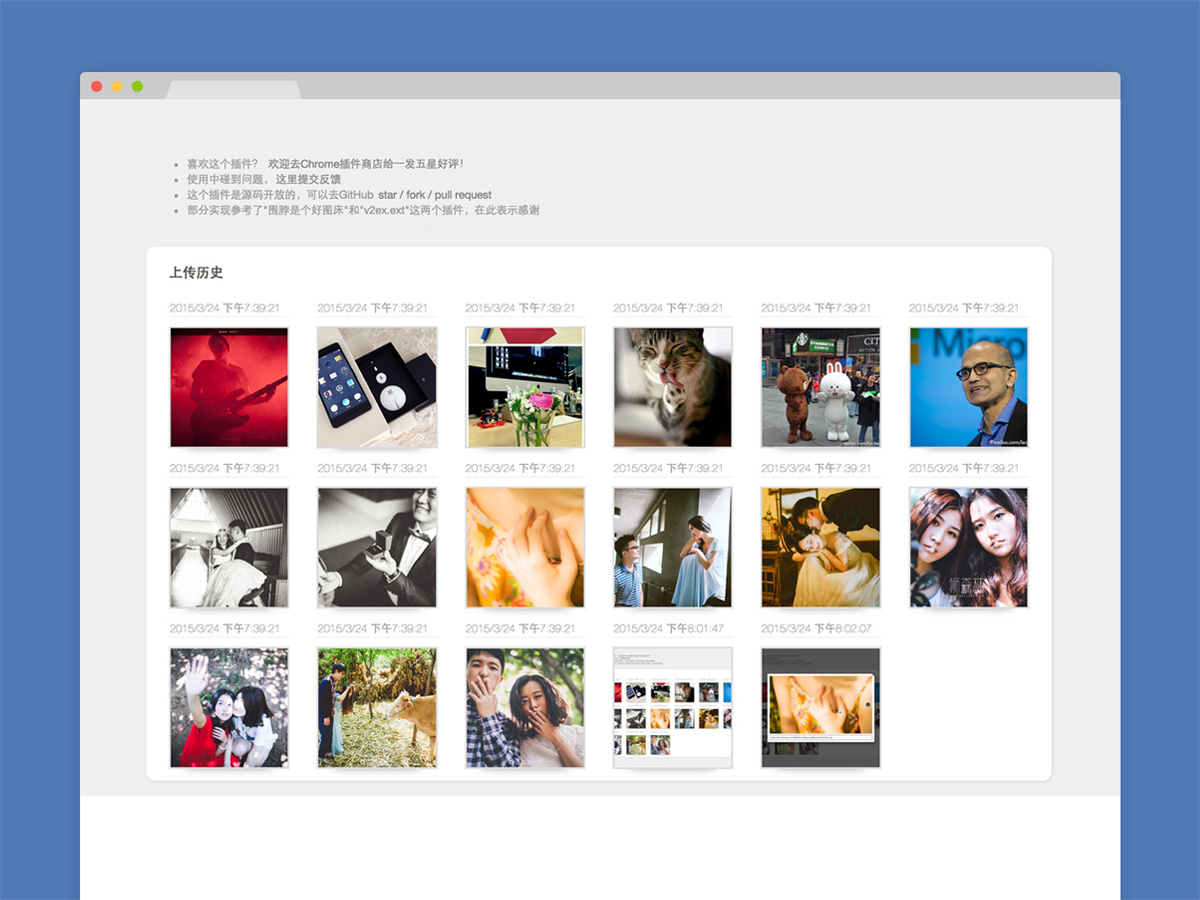 喜欢这个插件? 欢迎去Chrome插件商店给一发五星好评!
使用中碰到问题，这里提交反馈
这个插件是源码开放的，可以去GitHub star / fork / pull request
部分实现参考了"围脖是个好图床"和"v2ex.ext"这两个插件，在此表示感谢
上传历史
2015/3/24 下午7:39:21 2015/3/24 下午7:39:21 2015/3/24 下午7:39:21 2015/3/24 下午7:39:21 2015/3/24 下午7:39:21 2015/3/24 下午7:39:21
Micro
2015/3/24 下午7:39:21 2015/3/24 下午7:39:21 2015/3/24 下午7:39:21 2015/3/24 下午7:39:21 2015/3/24 下午7:39:21 2015/3/24 下午7:39:21
2015/3/24 下午7:39:21 2015/3/24 下午7:39:21 2015/3/24 下午7:39:21 2015/3/24 下午8:01:47 2015/3/24 下午8:02:07